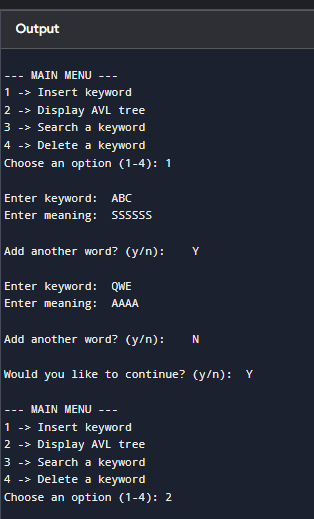 Output
--- MAIN MENU ---
1 -> Insert keyword
2 -> Display AVL tree
3 -> Search a keyword
4 -> Delete a keyword
Choose an option (1-4): 1
Enter keyword:  ABC
Enter meaning:  SSSSSS
Add another word? (y/n):    Y
Enter keyword:  QWE
Enter meaning:  AAAA
Add another word? (y/n):    N
Would you like to continue? (y/n):  Y
--- MAIN MENU ---
1 -> Insert keyword
2 -> Display AVL tree
3 -> Search a keyword
4 -> Delete a keyword
Choose an option (1-4): 2